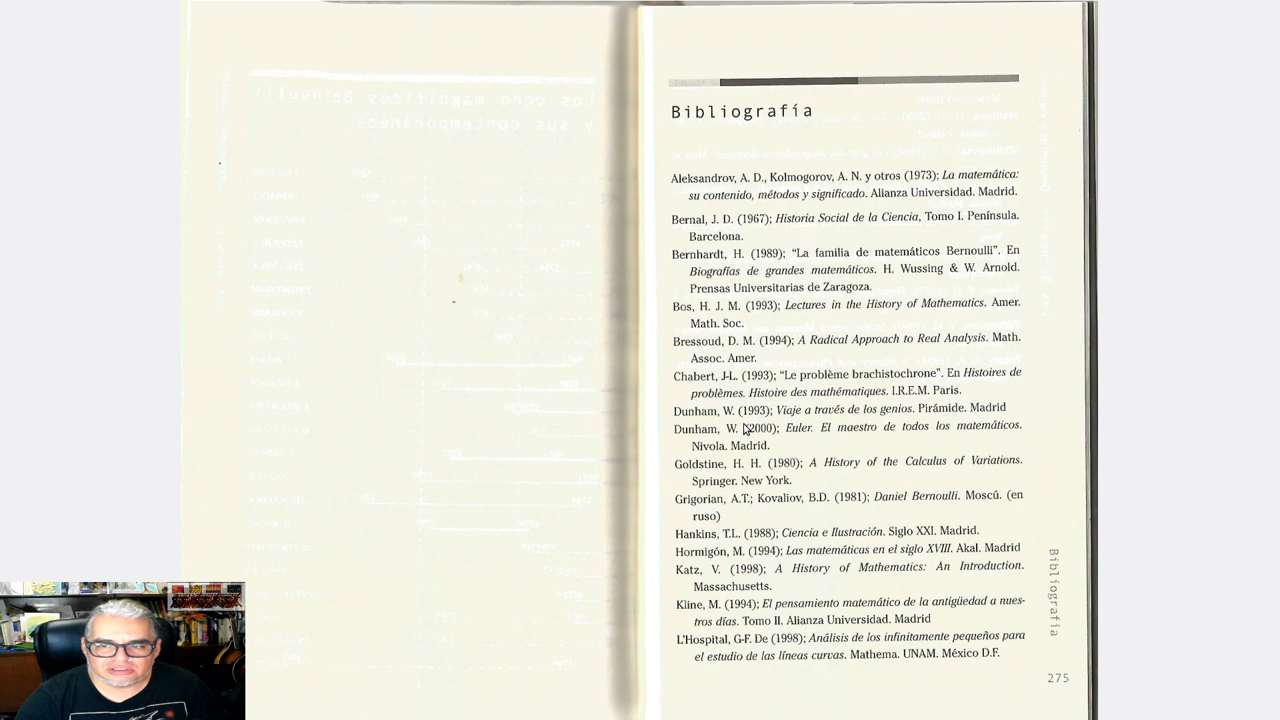 Bibliografía
Aleksandrov, A. D., Kolmogorov, A. N. y otros (1973); La matemática:
su contenido, métodos y significado. Alianza Universidad. Madrid.
Bernal, J. D. (1967); Historia Social de la Ciencia, Tomo I. Península.
Barcelona.
Bernhardt, H. (1989); “La familia de matemáticos Bernoulli”. En
Biografías de grandes matemáticos. H. Wussing & W. Arnold.
Prensas Universitarias de Zaragoza.
Bos, H. J. M. (1993); Lectures in the History of Mathematics. Amer.
Math. Soc.
Bressoud, D. M. (1994); A Radical Approach to Real Analysis. Math.
Assoc. Amer.
Chabert, J-L. (1993); “Le problème brachistochrone”. En Histoires de
problèmes. Histoire des mathématiques. I.R.E.M. Paris.
Dunham, W. (1993); Viaje a través de los genios. Pirámide. Madrid
Dunham, W. (2000); Euler. El maestro de todos los matemáticos.
Nivola. Madrid.
Goldstine, H. H. (1980); A History of the Calculus of Variations.
Springer. New York.
Grigorian, A.T.; Kovaliov, B.D. (1981); Daniel Bernoulli. Moscú. (en
ruso)
Hankins, T.L. (1988); Ciencia e Ilustración. Siglo XXI. Madrid.
Hormigón, M. (1994); Las matemáticas en el siglo XVIII. Akal. Madrid
Katz, V. (1998); A History of Mathematics: An Introduction.
Massachusetts.
Kline, M. (1994); El pensamiento matemático de la antigüedad a nues-
tros días. Tomo II. Alianza Universidad. Madrid
L'Hospital, G-F. De (1998); Análisis de los infinitamente pequeños para
el estudio de las líneas curvas. Mathema. UNAM. México D.F.
Bibliografía
275